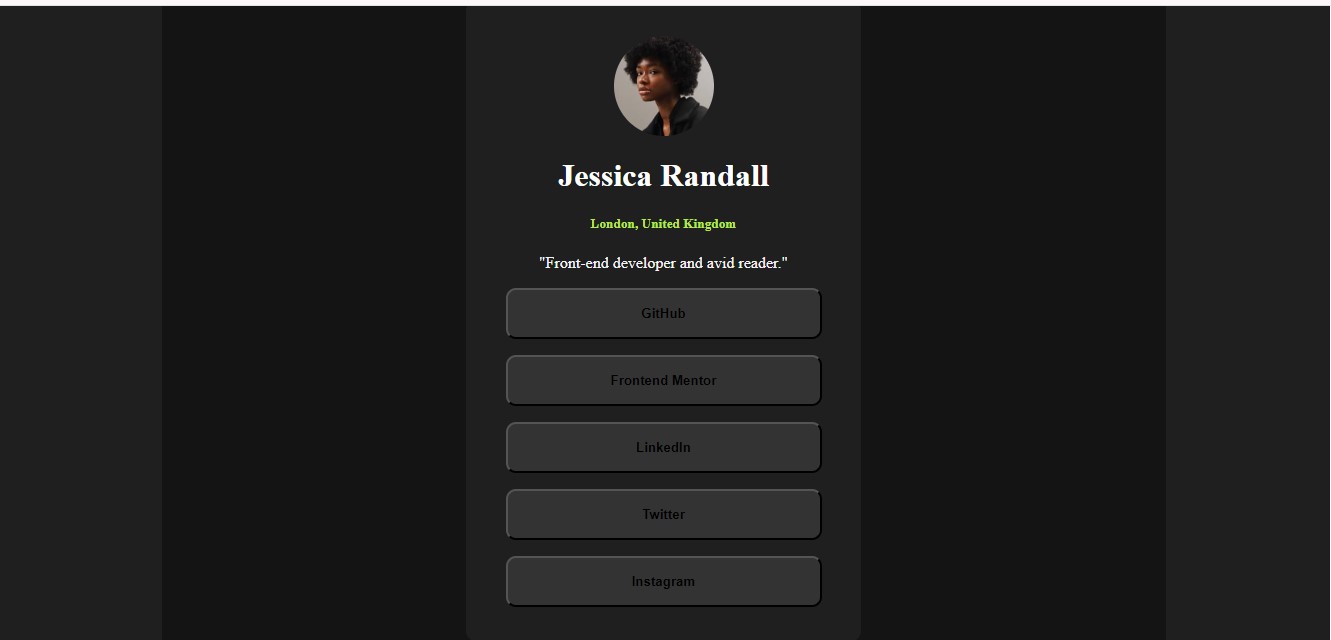 Jessica Randall
London, United Kingdom
"Front-end developer and avid reader."
GitHub
Frontend Mentor
LinkedIn
Twitter
Instagram